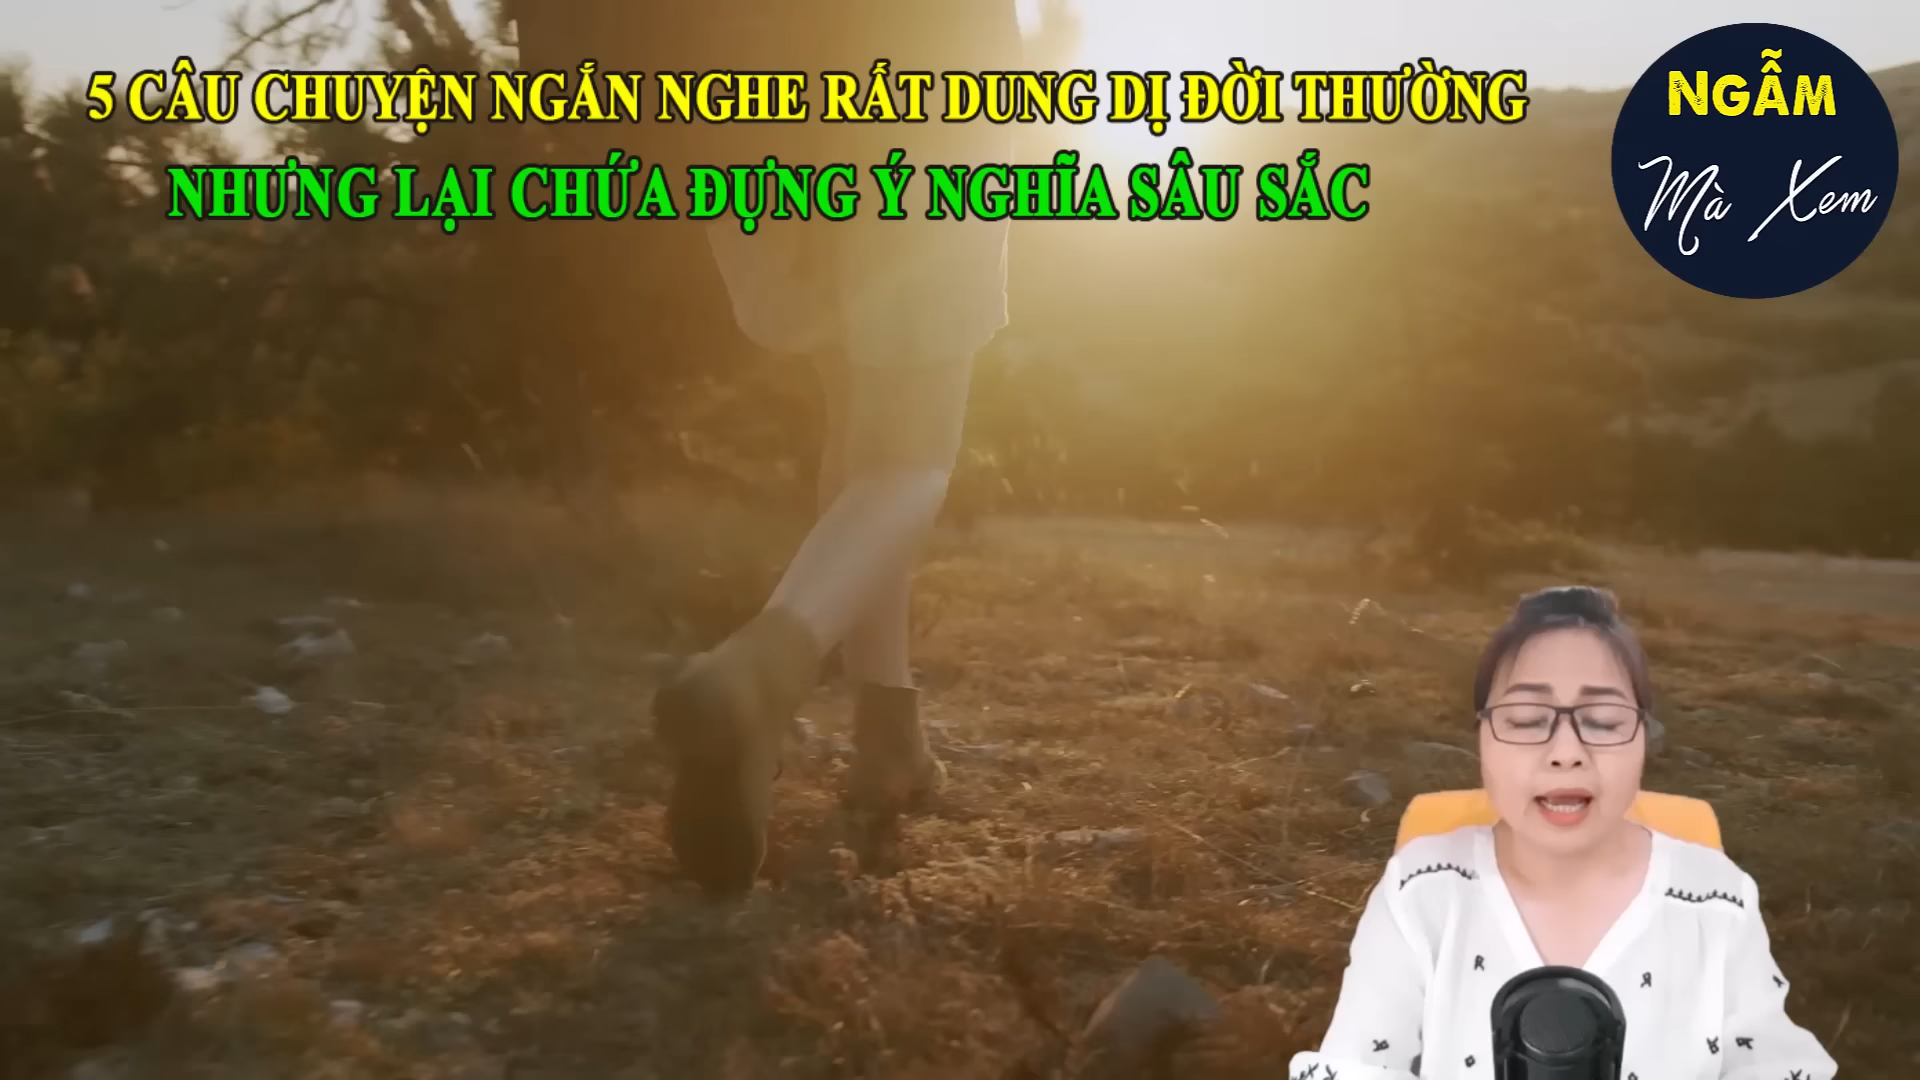 5 CÂU CHUYỆN NGẮN NGHE RẤT DUNG DỊ ĐỜI THƯỜNG
NHƯNG LẠI CHỨA ĐỰNG Ý NGHĨA SÂU SẮC
NGẪM
Mà Xem